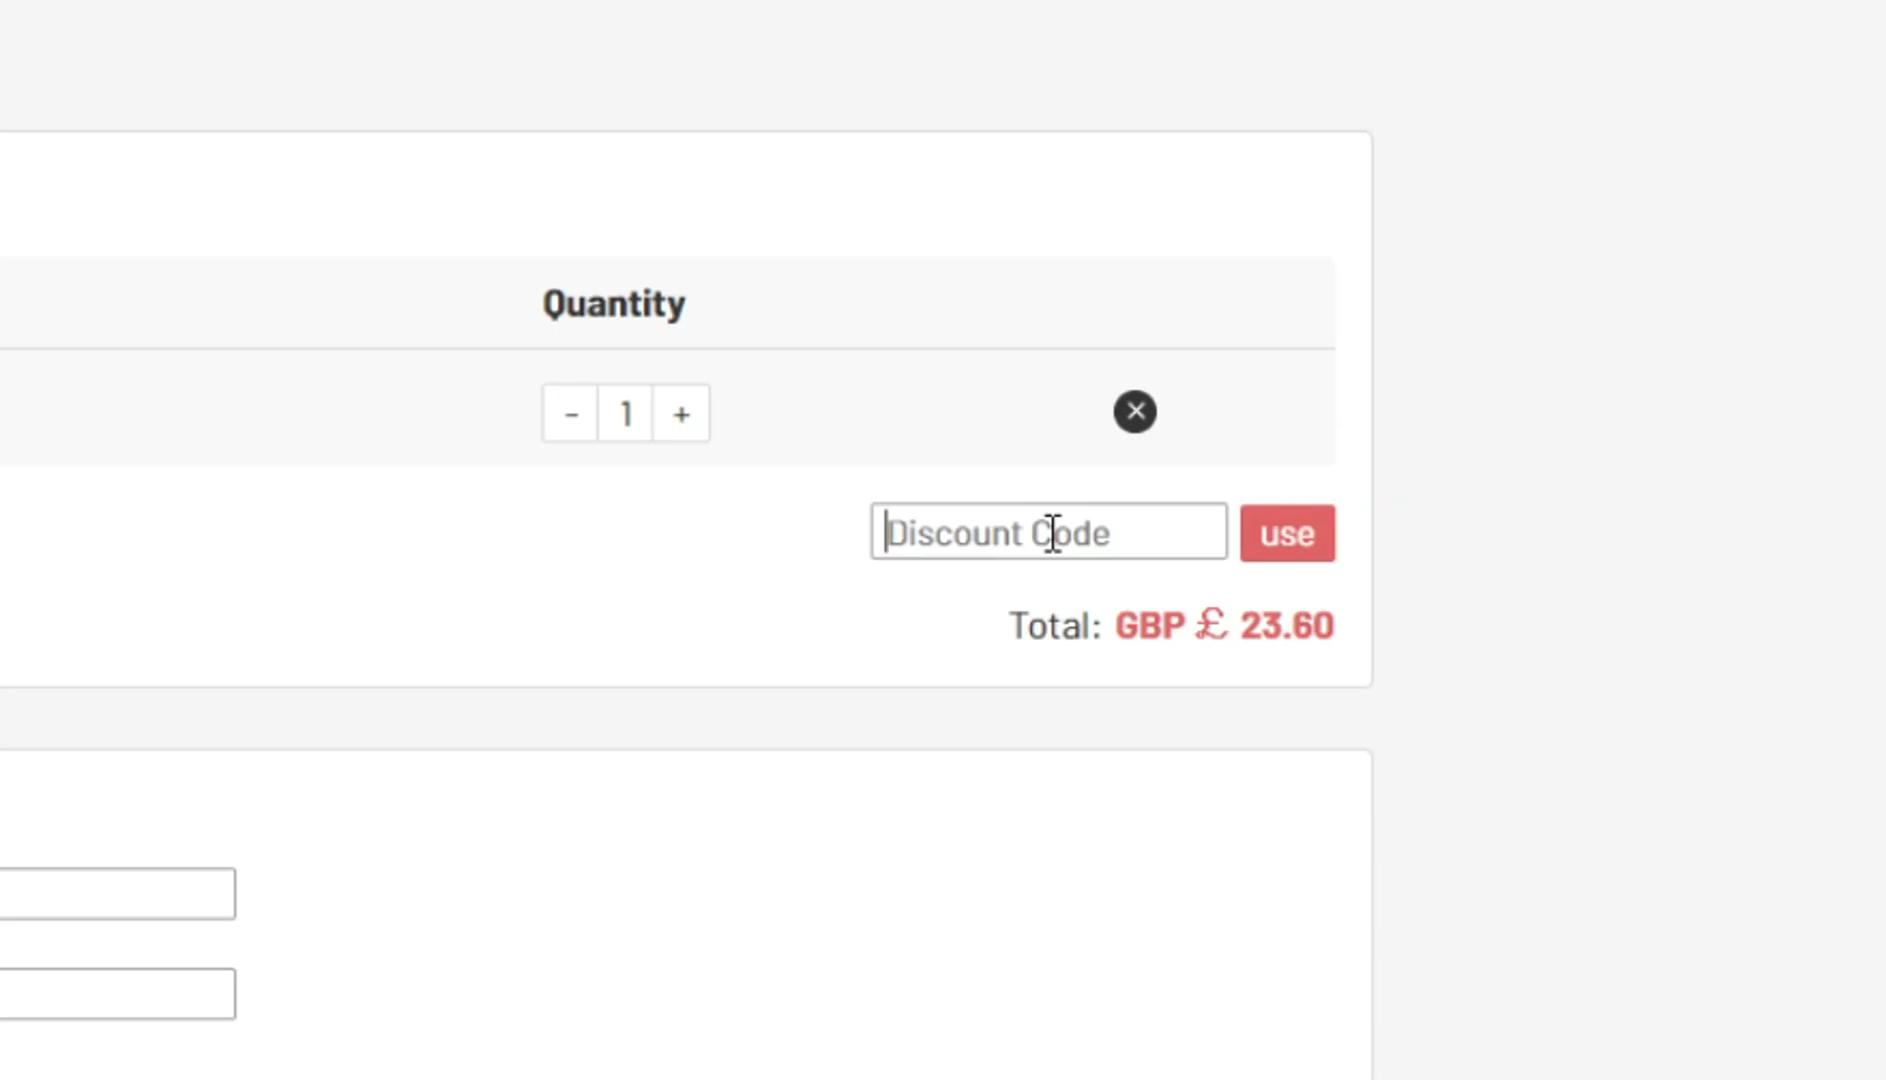 Quantity
- 1 +
Discount Code use
Total: GBP £ 23.60